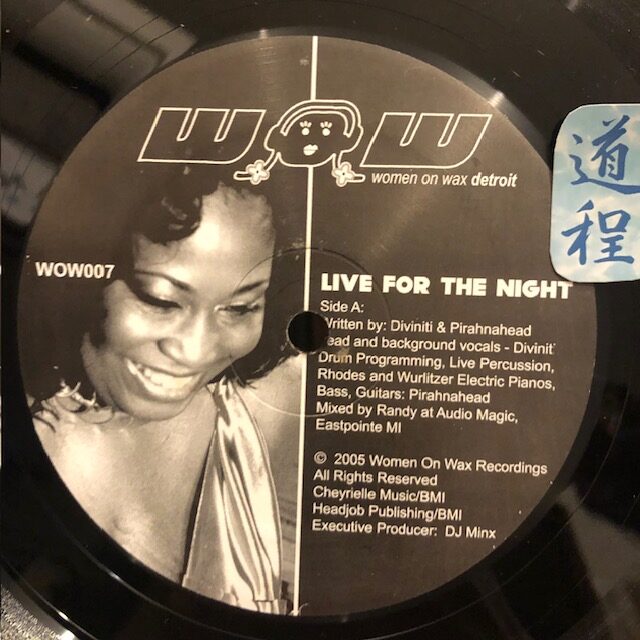 WOW
women on wax detroit
道程
WOW007
LIVE FOR THE NIGHT
Side A:
Written by: Diviniti & Pirahnahead
ead and background vocals - Divinit
Drum Programming, Live Percussion,
Rhodes and Wurlitzer Electric Pianos,
Bass, Guitars: Pirahnahead
Mixed by Randy at Audio Magic,
Eastpointe MI
© 2005 Women On Wax Recordings
All Rights Reserved
Cheyrielle Music/BMI
Headjob Publishing/BMI
Executive Producer: DJ Minx